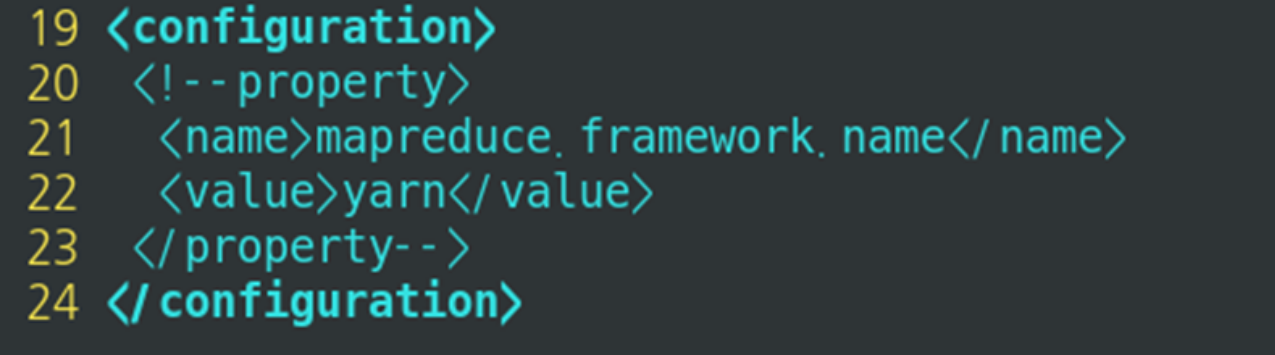 19 <configuration>
20  <!--property>
21   <name>mapreduce.framework.name</name>
22   <value>yarn</value>
23  </property-->
24 </configuration>